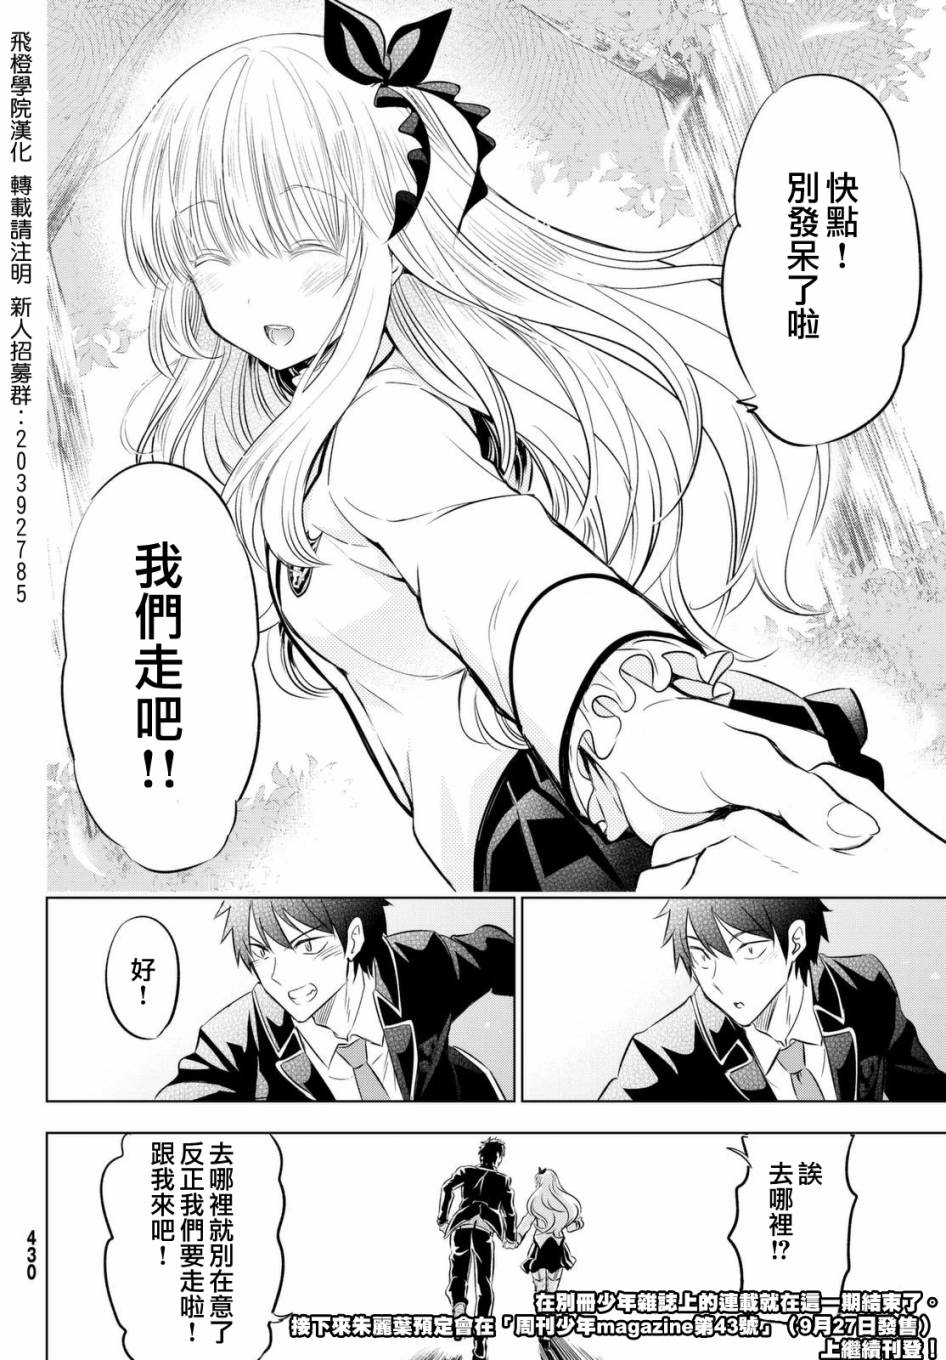 快點！
別發呆了啦
我們走吧!!
好！
誒
去哪裡!?
去哪裡就別在意了
反正我們要走啦！
跟我來吧！
在別冊少年雜誌上的連載就在這一期結束了。
接下來朱麗葉預定會在「周刊少年magazine第43號」（9月27日發售）
上繼續刊登！
430
飛橙學院漢化 轉載請注明 新人招募群：20392785